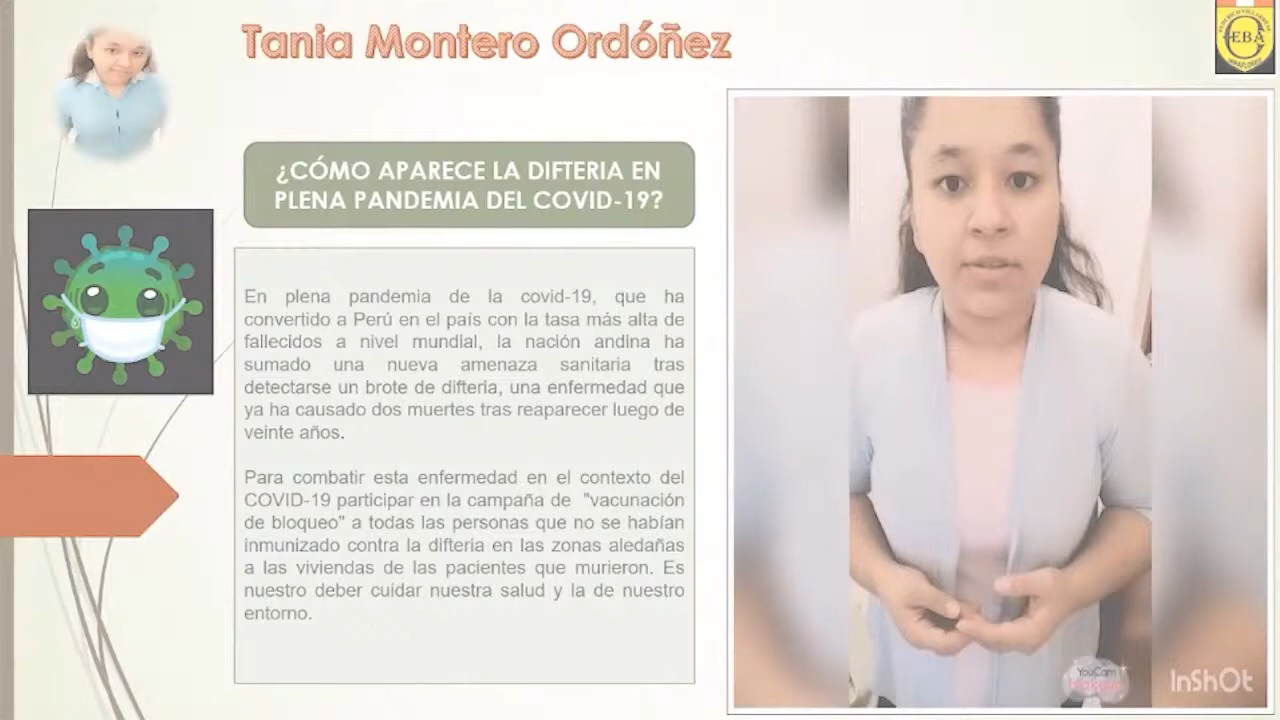 Tania Montero Ordóñez
EBA
¿CÓMO APARECE LA DIFTERIA EN
PLENA PANDEMIA DEL COVID-19?
En plena pandemia de la covid-19, que ha
convertido a Perú en el país con la tasa más alta de
fallecidos a nivel mundial, la nación andina ha
sumado una nueva amenaza sanitaria tras
detectarse un brote de difteria, una enfermedad que
ya ha causado dos muertes tras reaparecer luego de
veinte años.
Para combatir esta enfermedad en el contexto del
COVID-19 participar en la campaña de "vacunación
de bloqueo" a todas las personas que no se habían
inmunizado contra la difteria en las zonas aledañas
a las viviendas de las pacientes que murieron. Es
nuestro deber cuidar nuestra salud y la de nuestro
entorno.
YouCam
Makeup
InShOt